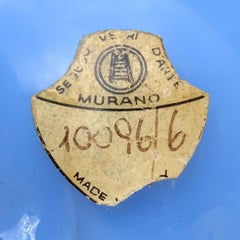 SEGUSO VETRI D'ARTE
MURANO
10096/6
MADE